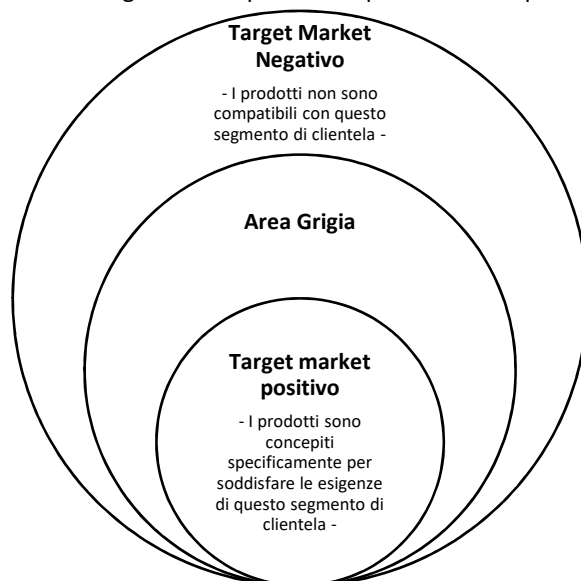 Target Market
Negativo
- I prodotti non sono
compatibili con questo
segmento di clientela -
Area Grigia
Target market
positivo
- I prodotti sono
concepiti
specificamente per
soddisfare le esigenze
di questo segmento di
clientela -